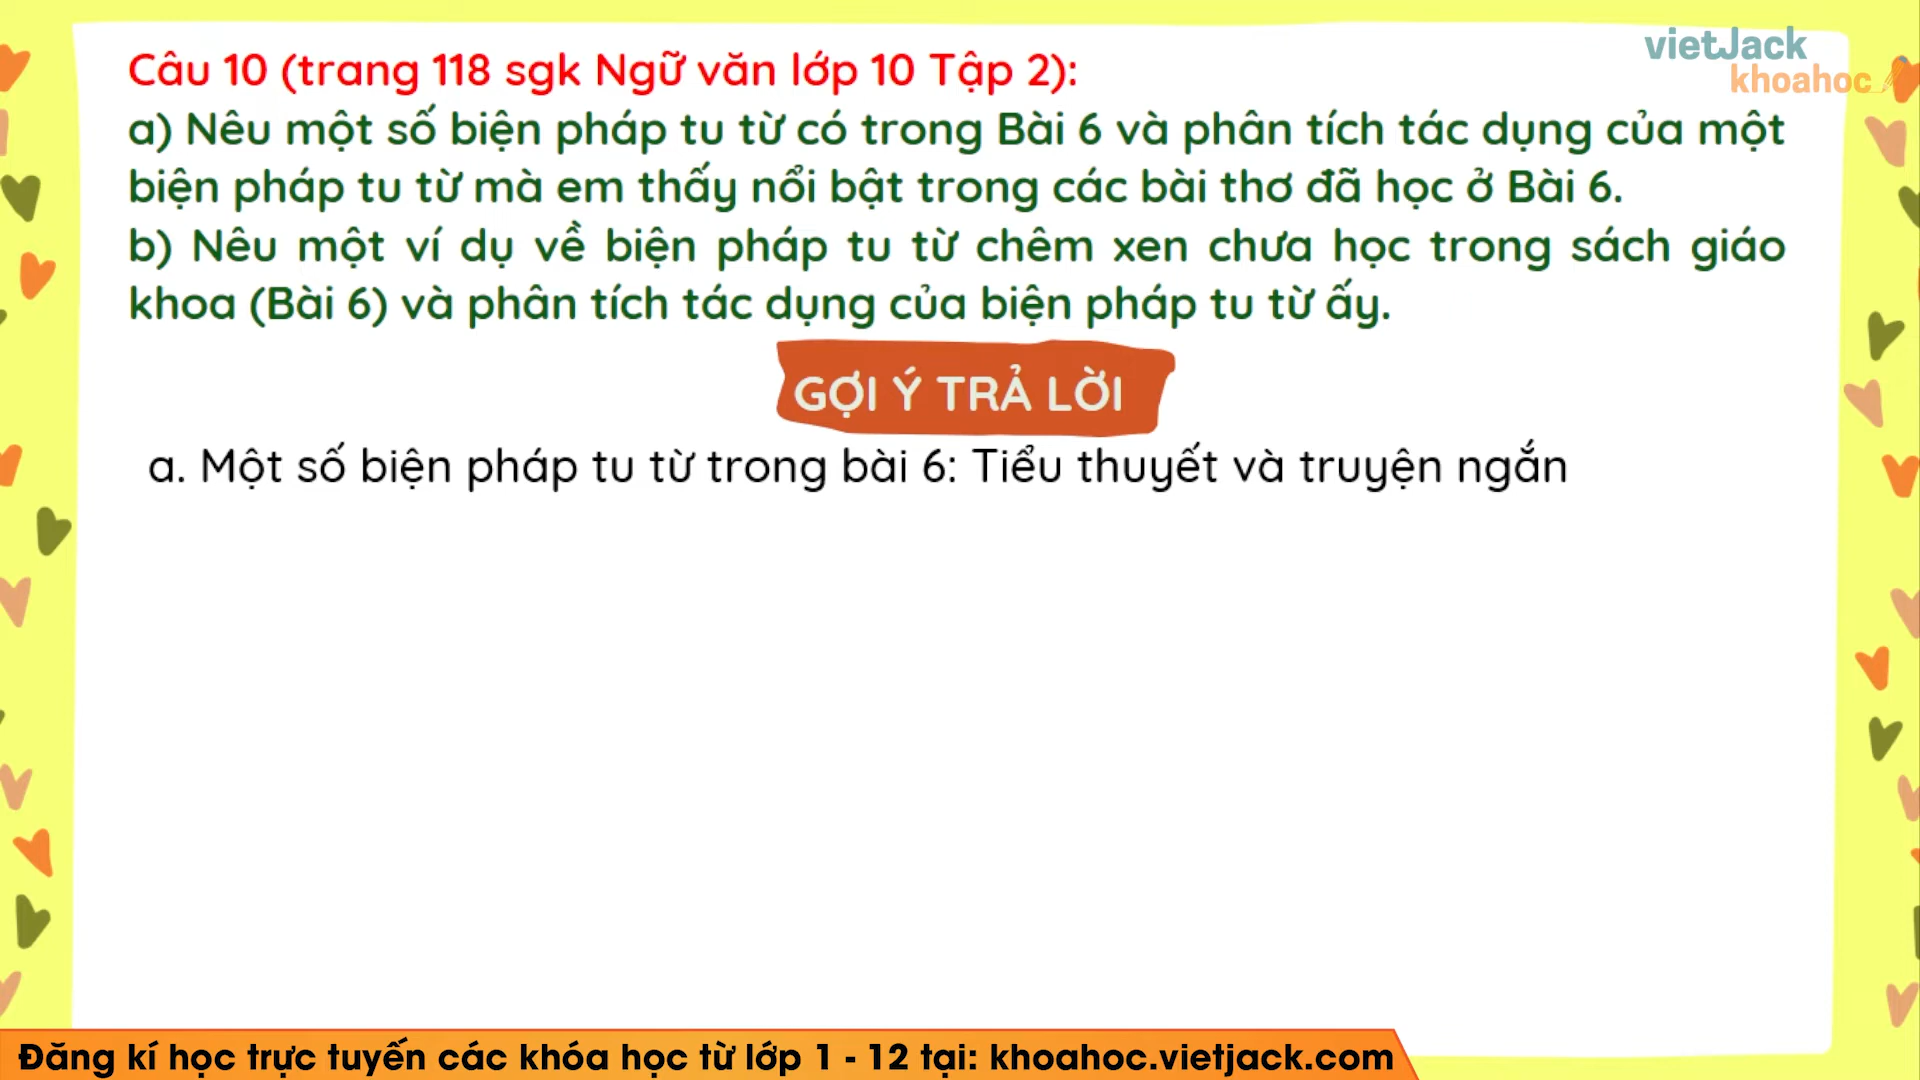 vietJack
khoahoc
Câu 10 (trang 118 sgk Ngữ văn lớp 10 Tập 2):
a) Nêu một số biện pháp tu từ có trong Bài 6 và phân tích tác dụng của một
biện pháp tu từ mà em thấy nổi bật trong các bài thơ đã học ở Bài 6.
b) Nêu một ví dụ về biện pháp tu từ chêm xen chưa học trong sách giáo
khoa (Bài 6) và phân tích tác dụng của biện pháp tu từ ấy.
GỢI Ý TRẢ LỜI
a. Một số biện pháp tu từ trong bài 6: Tiểu thuyết và truyện ngắn
Đăng kí học trực tuyến các khóa học từ lớp 1 - 12 tại: khoahoc.vietjack.com